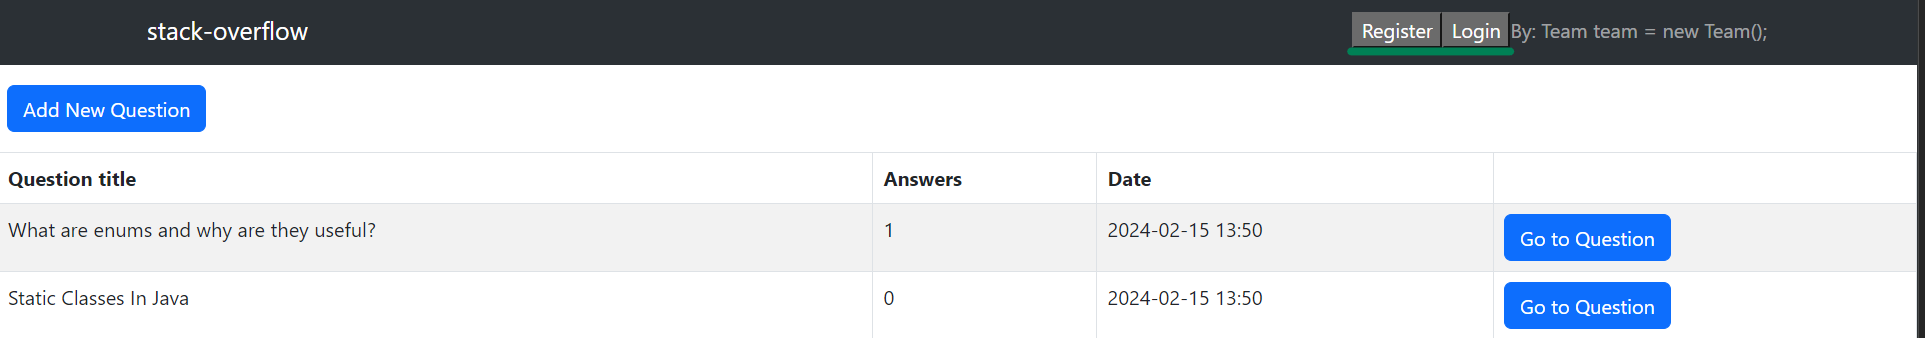 stack-overflow Register Login By: Team team = new Team();
Add New Question
Question title Answers Date
What are enums and why are they useful? 1 2024-02-15 13:50 Go to Question
Static Classes In Java 0 2024-02-15 13:50 Go to Question